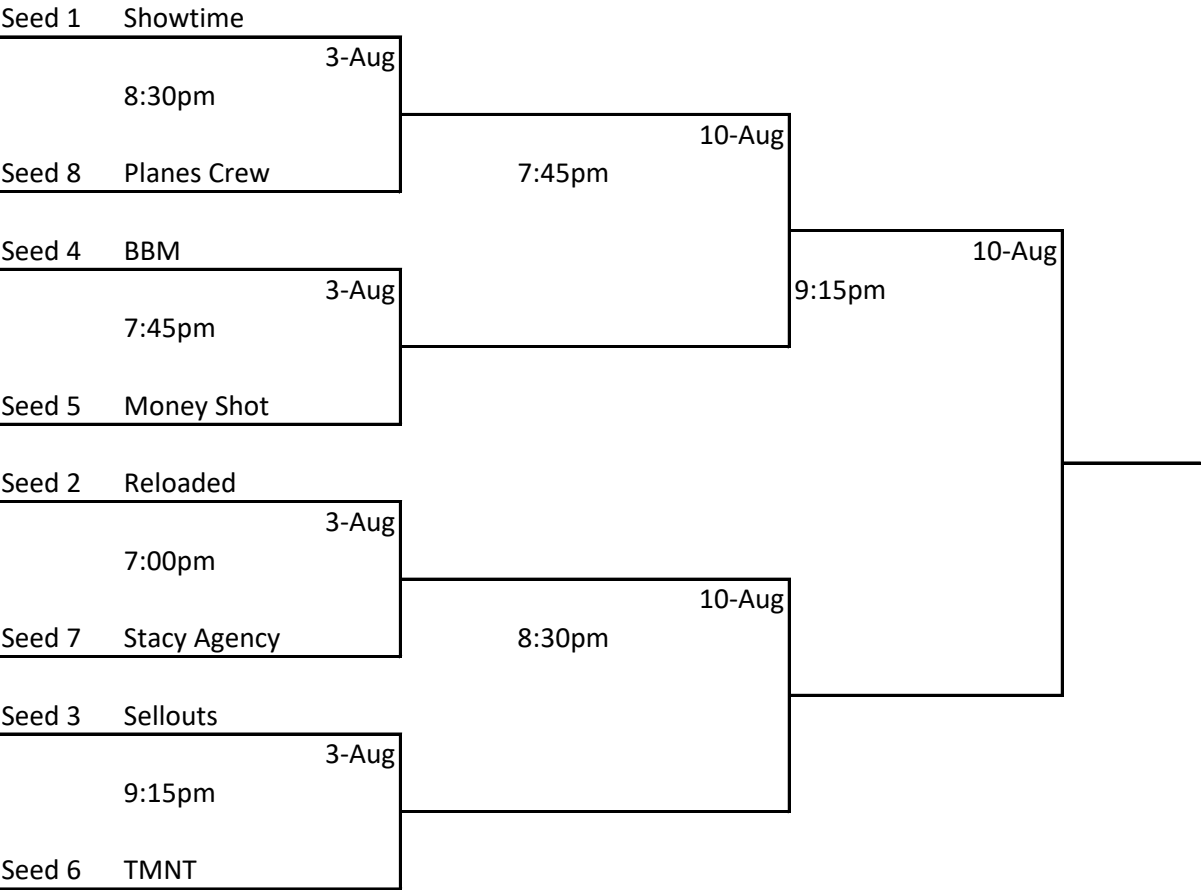 Seed 1 Showtime
3-Aug
8:30pm
10-Aug
Seed 8 Planes Crew
7:45pm
Seed 4 BBM
10-Aug
3-Aug
9:15pm
7:45pm
Seed 5 Money Shot
Seed 2 Reloaded
3-Aug
7:00pm
10-Aug
Seed 7 Stacy Agency
8:30pm
Seed 3 Sellouts
3-Aug
9:15pm
Seed 6 TMNT